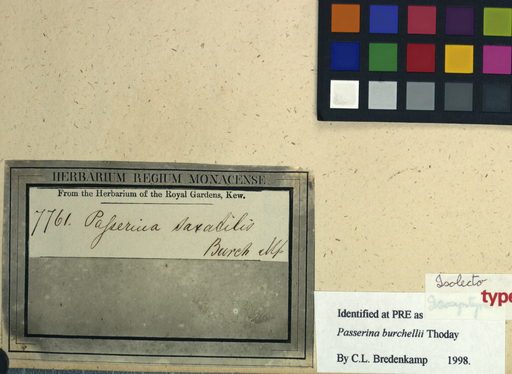 HERBARIUM REGIUM MONACENSE
From the Herbarium of the Royal Gardens, Kew.
7761. Passerina saxatilis
Burch
Isolecto
type
Identified at PRE as
Passerina burchellii Thoday
By C.L. Bredenkamp 1998.